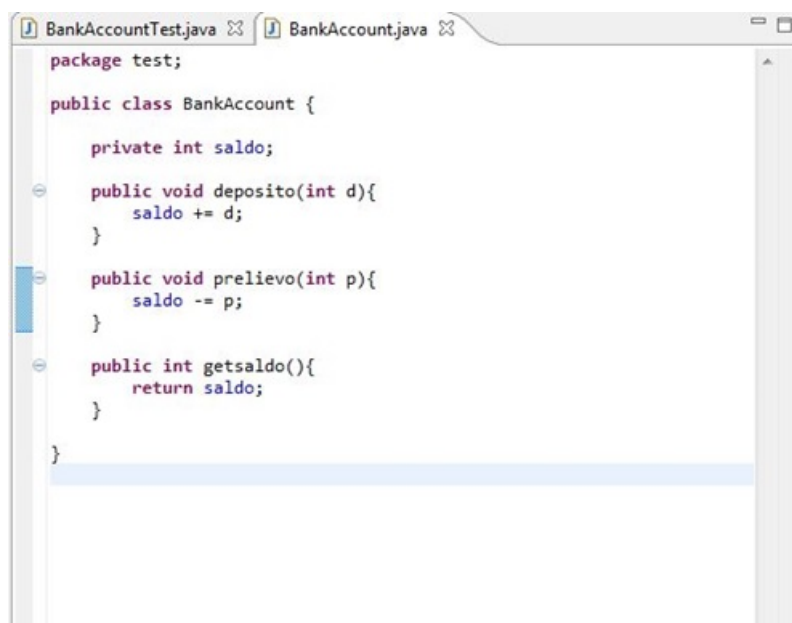 BankAccountTest.java BankAccount.java
package test;
public class BankAccount {
private int saldo;
public void deposito(int d){
saldo += d;
}
public void prelievo(int p){
saldo -= p;
}
public int getsaldo(){
return saldo;
}
}